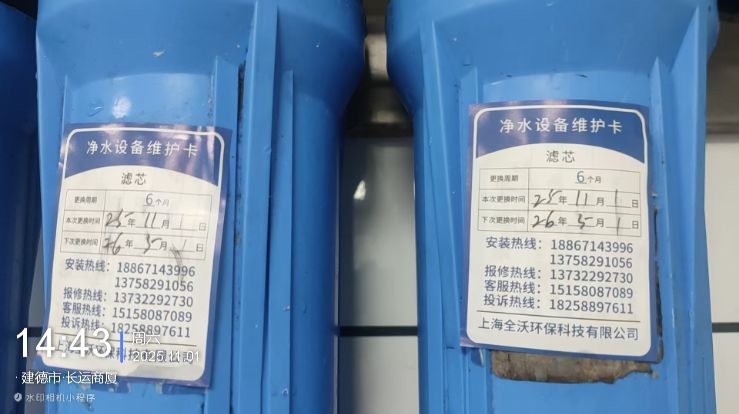 净水设备维护卡
滤芯
更换周期 6个月
本次更换时间 25年11月1日
下次更换时间 26年5月1日
安装热线：18867143996
13758291056
报修热线：13732292730
客服热线：15158087089
投诉热线：18258897611
环保科技有限公司
净水设备维护卡
滤芯
更换周期 6个月
本次更换时间 25年11月1日
下次更换时间 26年5月1日
安装热线：18867143996
13758291056
报修热线：13732292730
客服热线：15158087089
投诉热线：18258897611
上海全沃环保科技有限公司
14:43
周六
2025.11.01
建德市·长运商厦
水印相机小程序